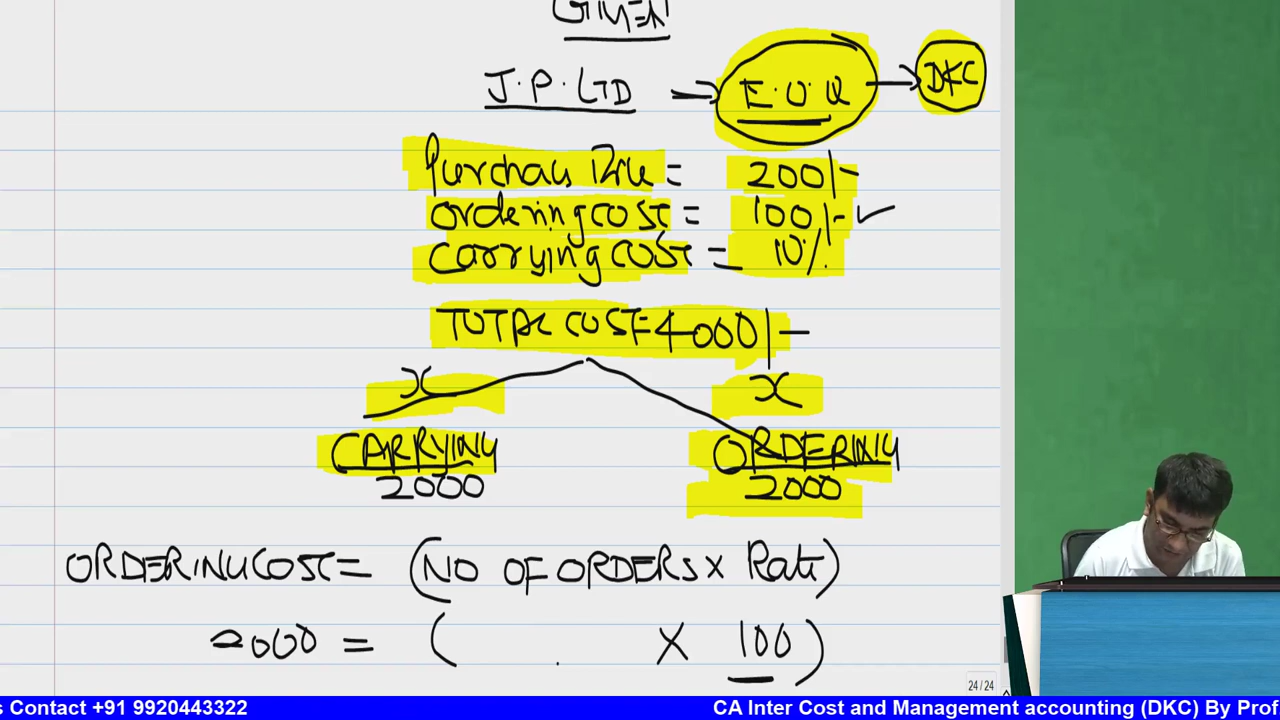 GIVEN
J.P.LTD → E.O.Q → DKC
Purchase Price = 200/-
Ordering cost = 100/- ✓
Carrying cost = 10%
TOTAL COST = 4000/-
x x
CARRYING ORDERING
2000 2000
ORDERING COST = (NO OF ORDERS X Rate)
2000 = ( X 100)
24 / 24
s Contact +91 9920443322 CA Inter Cost and Management accounting (DKC) By Prof